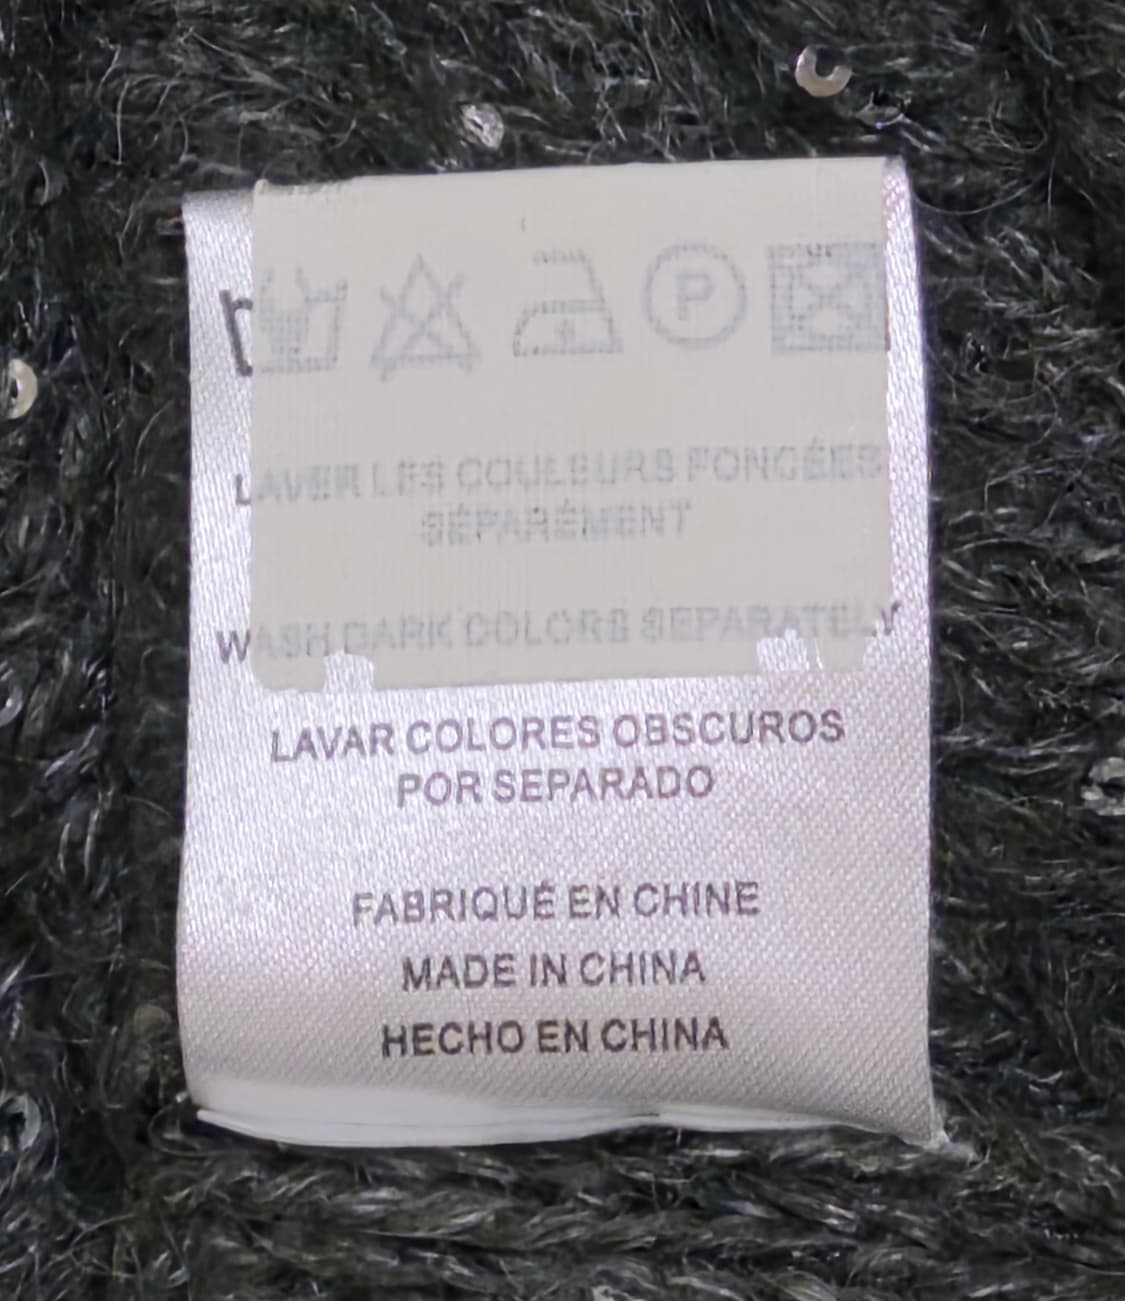 P
LAVER LES COULEURS FONCÉES
SÉPARÉMENT
WASH DARK COLORS SEPARATELY
LAVAR COLORES OBSCUROS
POR SEPARADO
FABRIQUÉ EN CHINE
MADE IN CHINA
HECHO EN CHINA